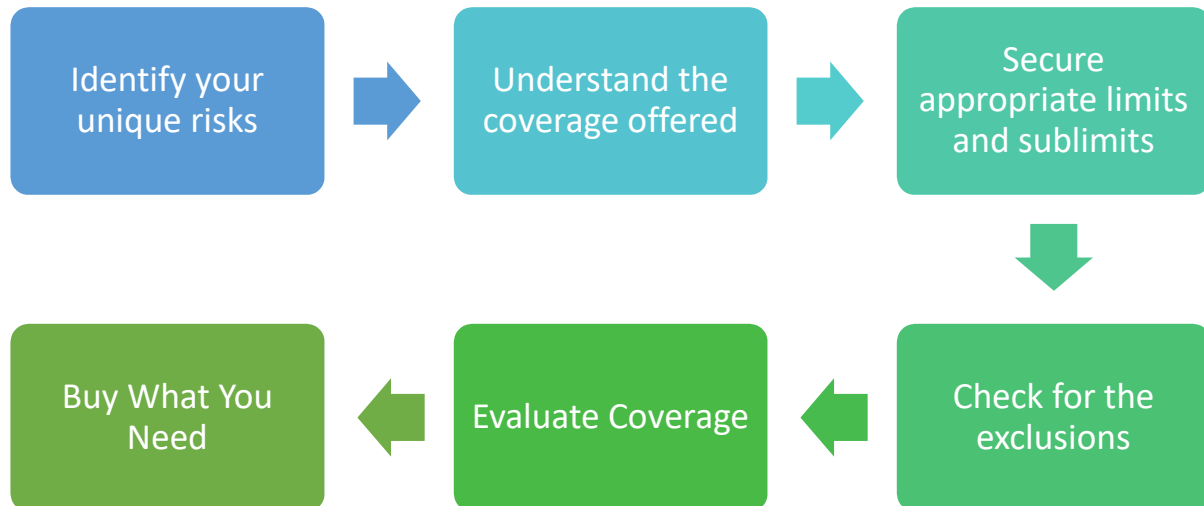 Identify your
unique risks
Understand the
coverage offered
Secure
appropriate limits
and sublimits
Check for the
exclusions
Evaluate Coverage
Buy What You
Need